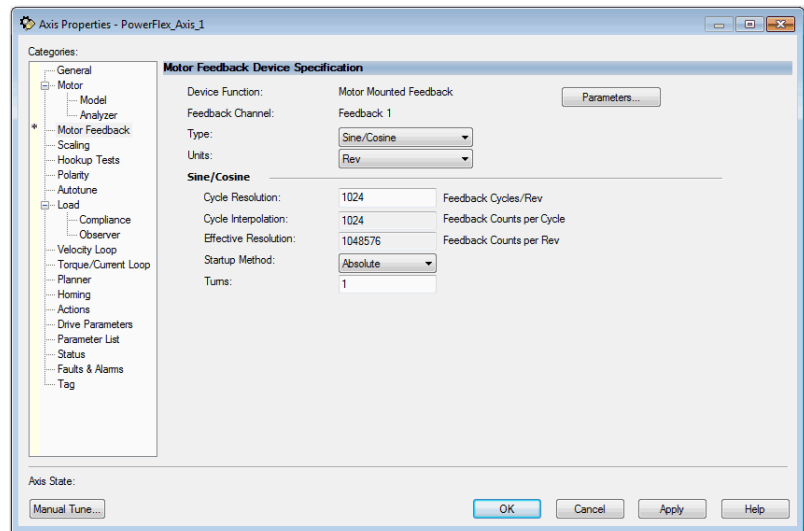 Axis Properties - PowerFlex_Axis_1
Categories:
General
Motor
Model
Analyzer
* Motor Feedback
Scaling
Hookup Tests
Polarity
Autotune
Load
Compliance
Observer
Velocity Loop
Torque/Current Loop
Planner
Homing
Actions
Drive Parameters
Parameter List
Status
Faults & Alarms
Tag
Motor Feedback Device Specification
Device Function: Motor Mounted Feedback Parameters...
Feedback Channel: Feedback 1
Type: Sine/Cosine
Units: Rev
Sine/Cosine
Cycle Resolution: 1024 Feedback Cycles/Rev
Cycle Interpolation: 1024 Feedback Counts per Cycle
Effective Resolution: 1048576 Feedback Counts per Rev
Startup Method: Absolute
Turns: 1
Axis State:
Manual Tune... OK Cancel Apply Help